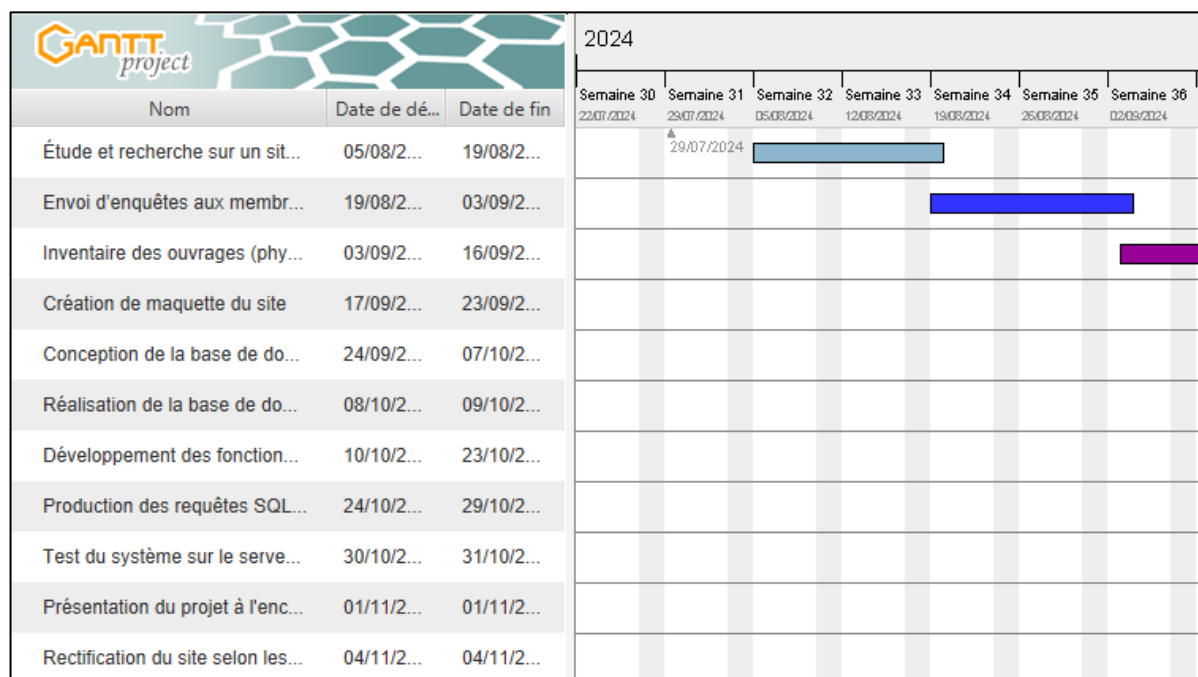 GANTT
project
2024
Semaine 30 Semaine 31 Semaine 32 Semaine 33 Semaine 34 Semaine 35 Semaine 36
22/07/2024 29/07/2024 05/08/2024 12/08/2024 19/08/2024 26/08/2024 02/09/2024
Nom Date de dé... Date de fin
29/07/2024
Étude et recherche sur un sit... 05/08/2... 19/08/2...
Envoi d'enquêtes aux membr... 19/08/2... 03/09/2...
Inventaire des ouvrages (phy... 03/09/2... 16/09/2...
Création de maquette du site 17/09/2... 23/09/2...
Conception de la base de do... 24/09/2... 07/10/2...
Réalisation de la base de do... 08/10/2... 09/10/2...
Développement des fonction... 10/10/2... 23/10/2...
Production des requêtes SQL... 24/10/2... 29/10/2...
Test du système sur le serve... 30/10/2... 31/10/2...
Présentation du projet à l'enc... 01/11/2... 01/11/2...
Rectification du site selon les... 04/11/2... 04/11/2...